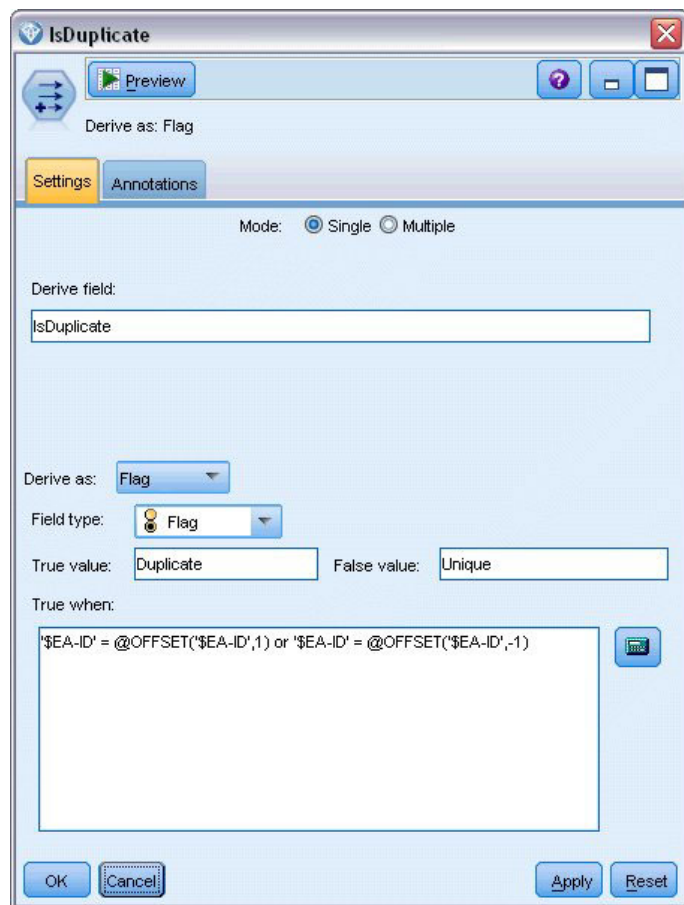 IsDuplicate
Preview
Derive as: Flag
Settings Annotations
Mode: Single Multiple
Derive field:
IsDuplicate
Derive as: Flag
Field type: Flag
True value: Duplicate False value: Unique
True when:
'$EA-ID' = @OFFSET('$EA-ID',1) or '$EA-ID' = @OFFSET('$EA-ID',-1)
OK Cancel Apply Reset